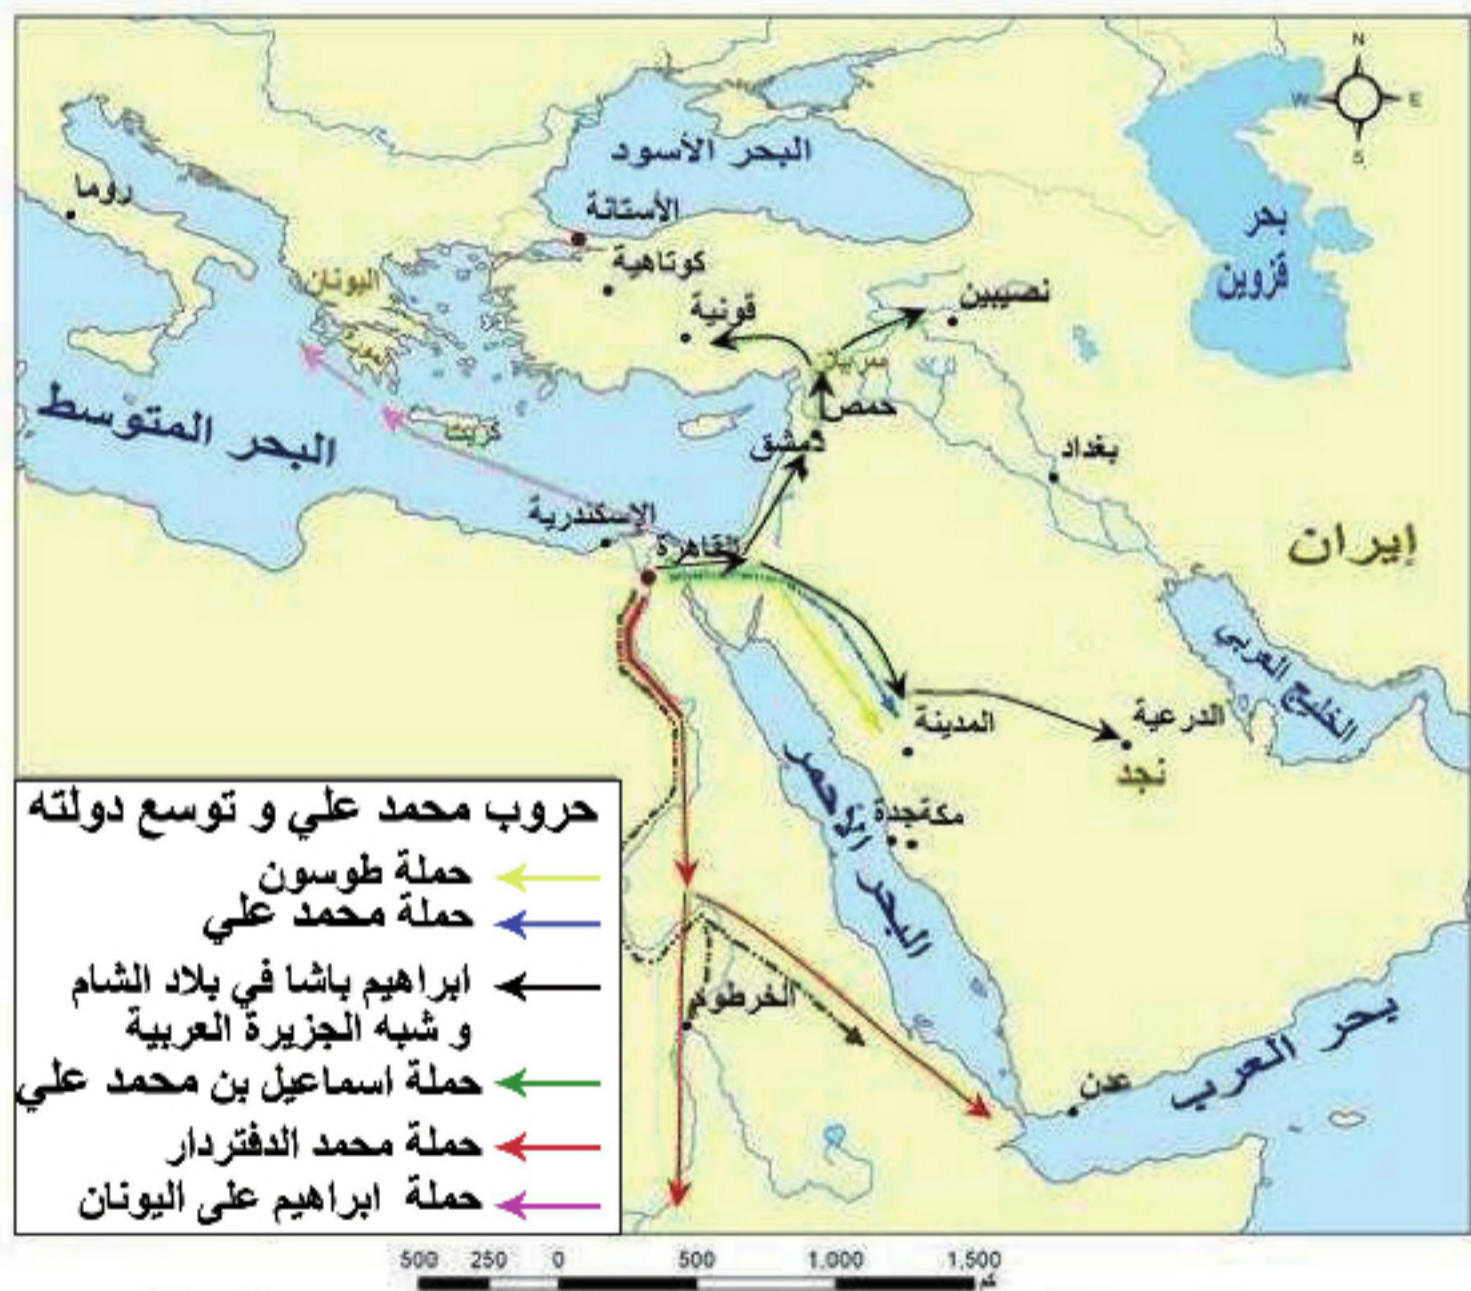 N
W
E
S
البحر الأسود
بحر
قزوين
روما
الأستانة
كوتاهية
اليونان
قونية
نصيبين
حمص
كريت
البحر المتوسط
دمشق
بغداد
الإسكندرية
القاهرة
إيران
الخليج العربي
المدينة
الدرعية
نجد
مكة
جدة
البحر الأحمر
الخرطوم
عدن
بحر العرب
حروب محمد علي و توسع دولته
حملة طوسون
حملة محمد علي
ابراهيم باشا في بلاد الشام
و شبه الجزيرة العربية
حملة اسماعيل بن محمد علي
حملة محمد الدفتردار
حملة ابراهيم على اليونان
500 250 0 500 1.000 1.500
كم